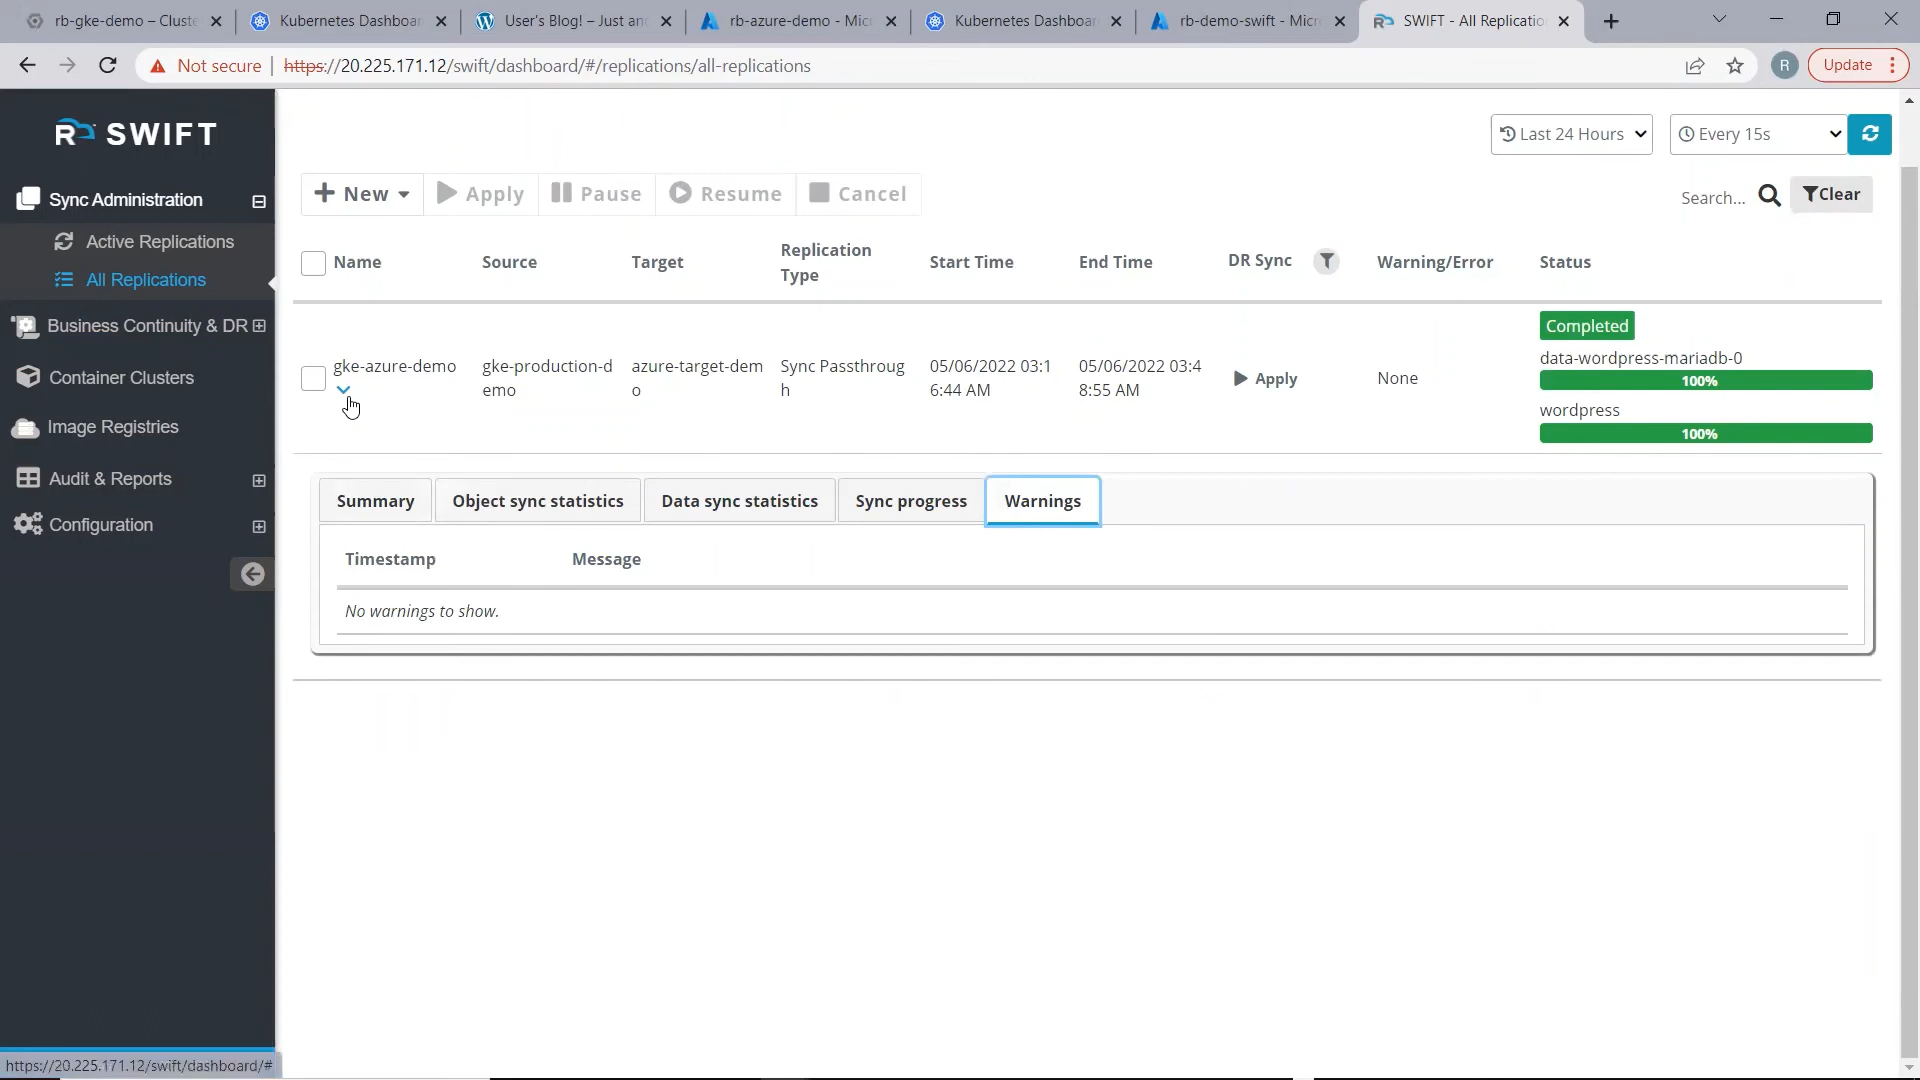 rb-gke-demo – Cluste
Kubernetes Dashboar
User's Blog! – Just an
rb-azure-demo - Micr
Kubernetes Dashboar
rb-demo-swift - Micr
SWIFT - All Replicatio
Not secure
https://20.225.171.12/swift/dashboard/#/replications/all-replications
R
Update
SWIFT
Sync Administration
Active Replications
All Replications
Business Continuity & DR
Container Clusters
Image Registries
Audit & Reports
Configuration
Last 24 Hours
Every 15s
New
Apply
Pause
Resume
Cancel
Search...
Clear
Name
Source
Target
Replication
Type
Start Time
End Time
DR Sync
Warning/Error
Status
gke-azure-demo
gke-production-d
emo
azure-target-dem
o
Sync Passthroug
h
05/06/2022 03:1
6:44 AM
05/06/2022 03:4
8:55 AM
Apply
None
Completed
data-wordpress-mariadb-0
100%
wordpress
100%
Summary
Object sync statistics
Data sync statistics
Sync progress
Warnings
Timestamp
Message
No warnings to show.
https://20.225.171.12/swift/dashboard/#